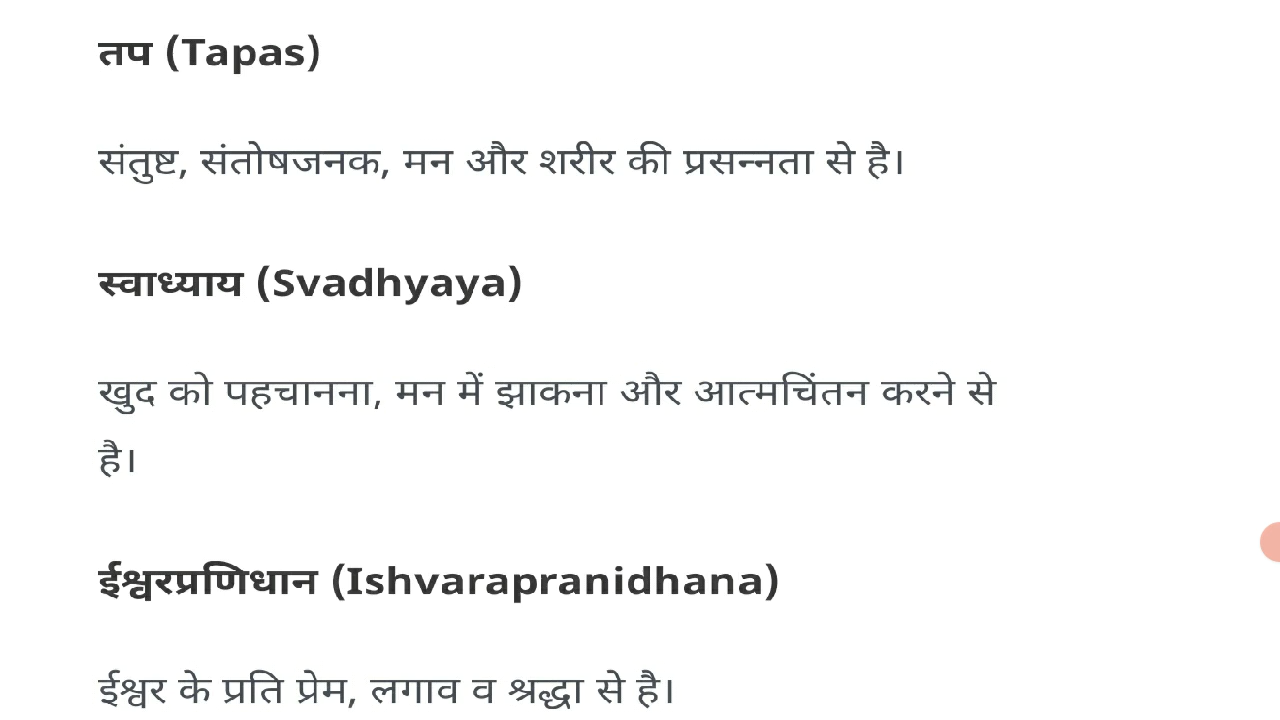 तप (Tapas)
संतुष्ट, संतोषजनक, मन और शरीर की प्रसन्नता से है।
स्वाध्याय (Svadhyaya)
खुद को पहचानना, मन में झाकना और आत्मचिंतन करने से
है।
ईश्वरप्रणिधान (Ishvarapranidhana)
ईश्वर के प्रति प्रेम, लगाव व श्रद्धा से है।